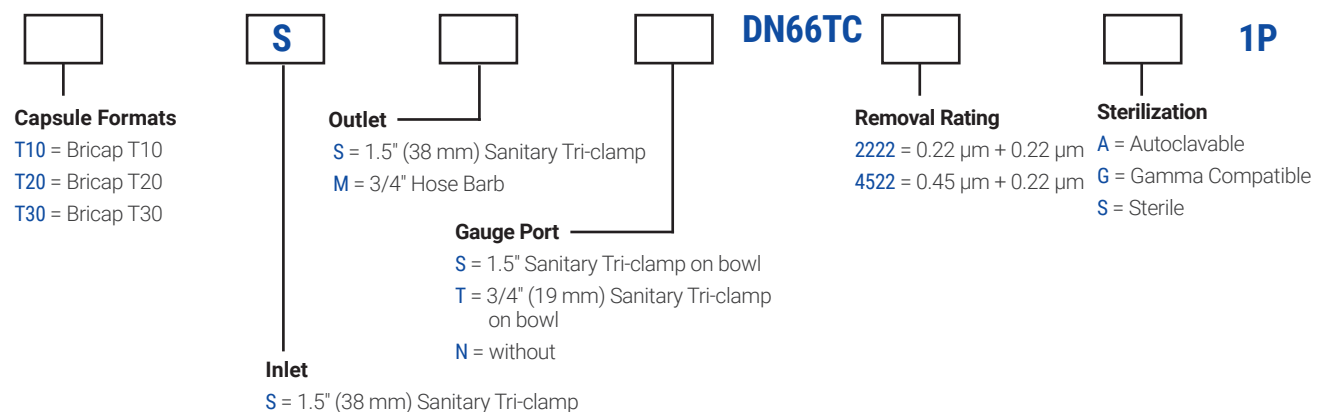 S DN66TC 1P
Capsule Formats
T10 = Bricap T10
T20 = Bricap T20
T30 = Bricap T30
Outlet
S = 1.5" (38 mm) Sanitary Tri-clamp
M = 3/4" Hose Barb
Gauge Port
S = 1.5" Sanitary Tri-clamp on bowl
T = 3/4" (19 mm) Sanitary Tri-clamp
on bowl
N = without
Inlet
S = 1.5" (38 mm) Sanitary Tri-clamp
Removal Rating
2222 = 0.22 µm + 0.22 µm
4522 = 0.45 µm + 0.22 µm
Sterilization
A = Autoclavable
G = Gamma Compatible
S = Sterile